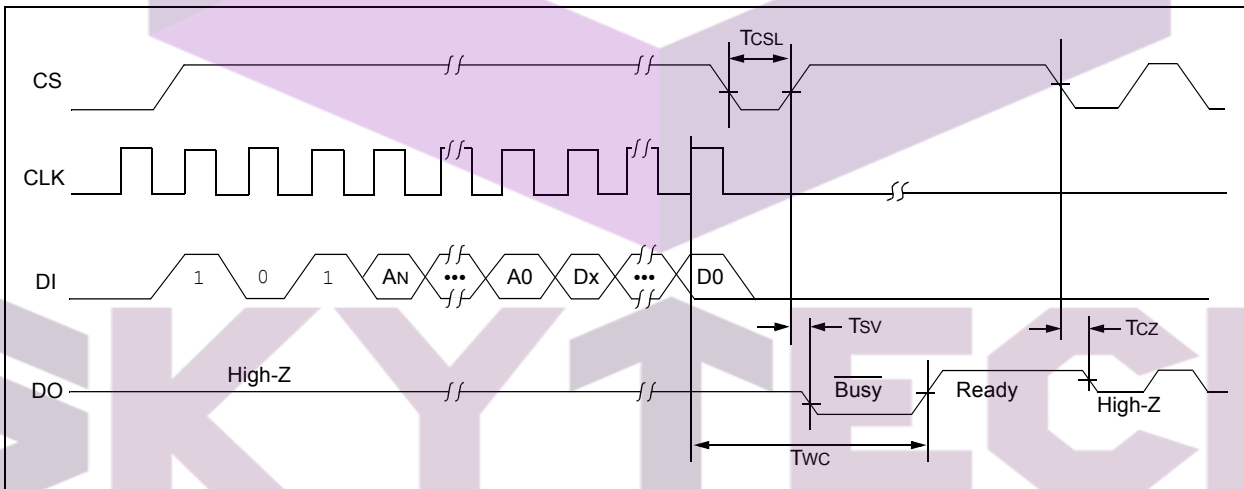 TCSL
CS
CLK
DI 1 0 1 AN ••• A0 Dx ••• D0
TSV TCZ
High-Z
DO Busy Ready High-Z
TWC
SKYTECH